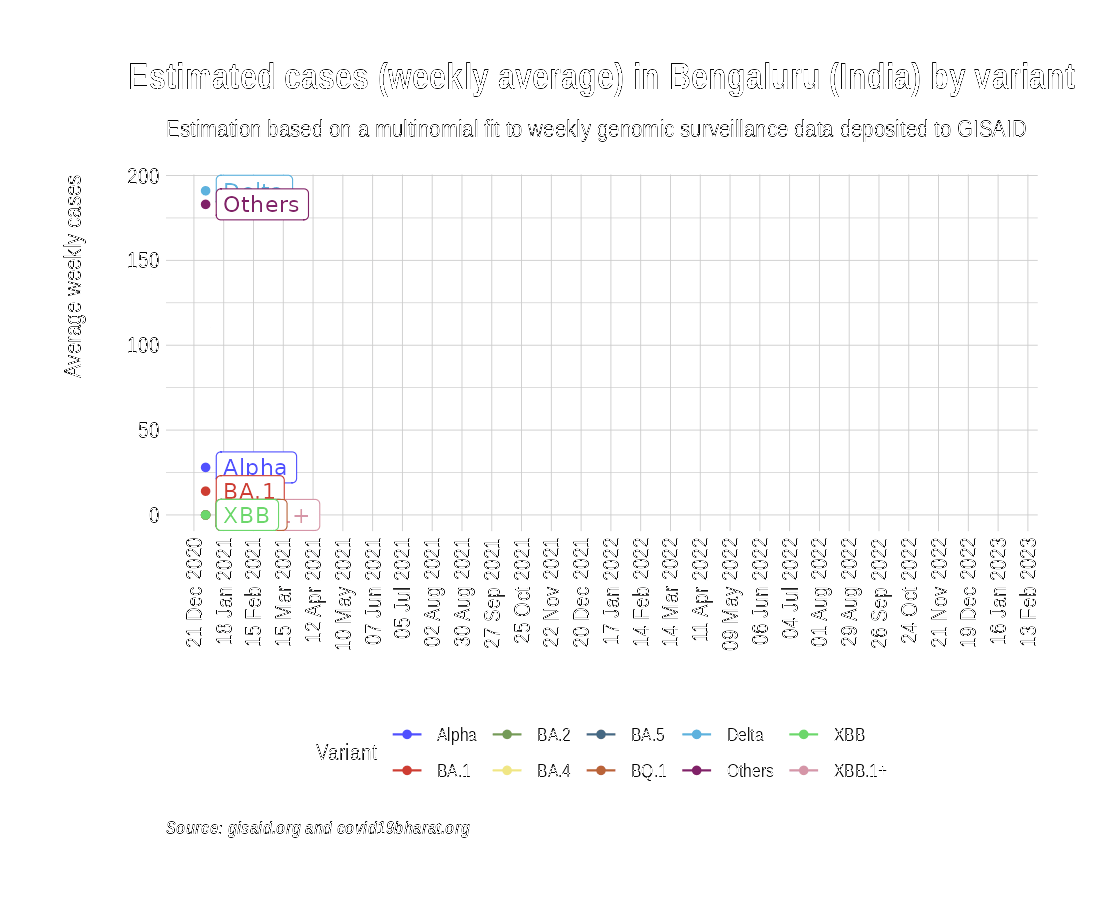 Estimated cases (weekly average) in Bengaluru (India) by variant
Estimation based on a multinomial fit to weekly genomic surveillance data deposited to GISAID
Average weekly cases
200
150
100
50
0
Delta
Others
Alpha
BA.1
XBB
1+
21 Dec 2020
18 Jan 2021
15 Feb 2021
15 Mar 2021
12 Apr 2021
10 May 2021
07 Jun 2021
05 Jul 2021
02 Aug 2021
30 Aug 2021
27 Sep 2021
25 Oct 2021
22 Nov 2021
20 Dec 2021
17 Jan 2022
14 Feb 2022
14 Mar 2022
11 Apr 2022
09 May 2022
06 Jun 2022
04 Jul 2022
01 Aug 2022
29 Aug 2022
26 Sep 2022
24 Oct 2022
21 Nov 2022
19 Dec 2022
16 Jan 2023
13 Feb 2023
Variant
Alpha
BA.2
BA.5
Delta
XBB
BA.1
BA.4
BQ.1
Others
XBB.1+
Source: gisaid.org and covid19bharat.org